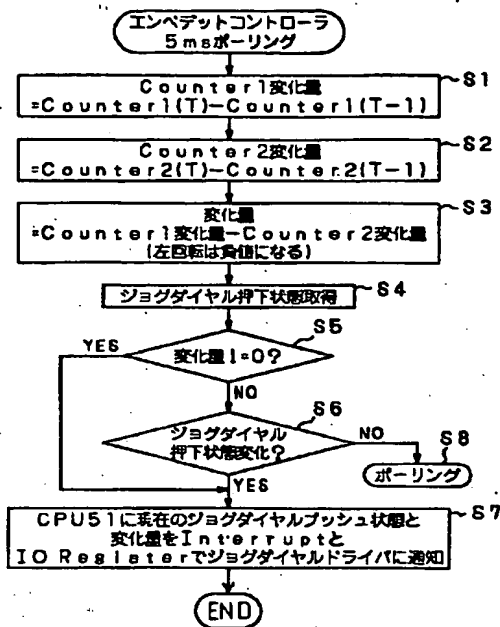 エンベデットコントローラ
5msポーリング
S1
Counter1変化量
=Counter1(T)-Counter1(T-1)
S2
Counter2変化量
=Counter2(T)-Counter2(T-1)
S3
変化量
=Counter1変化量-Counter2変化量
(左回転は負値になる)
S4
ジョグダイヤル押下状態取得
S5
変化量!=0?
YES
NO
S6
ジョグダイヤル
押下状態変化?
NO
S8
ポーリング
YES
S7
CPU51に現在のジョグダイヤルプッシュ状態と
変化量をInterruptと
IO Registerでジョグダイヤルドライバに通知
END